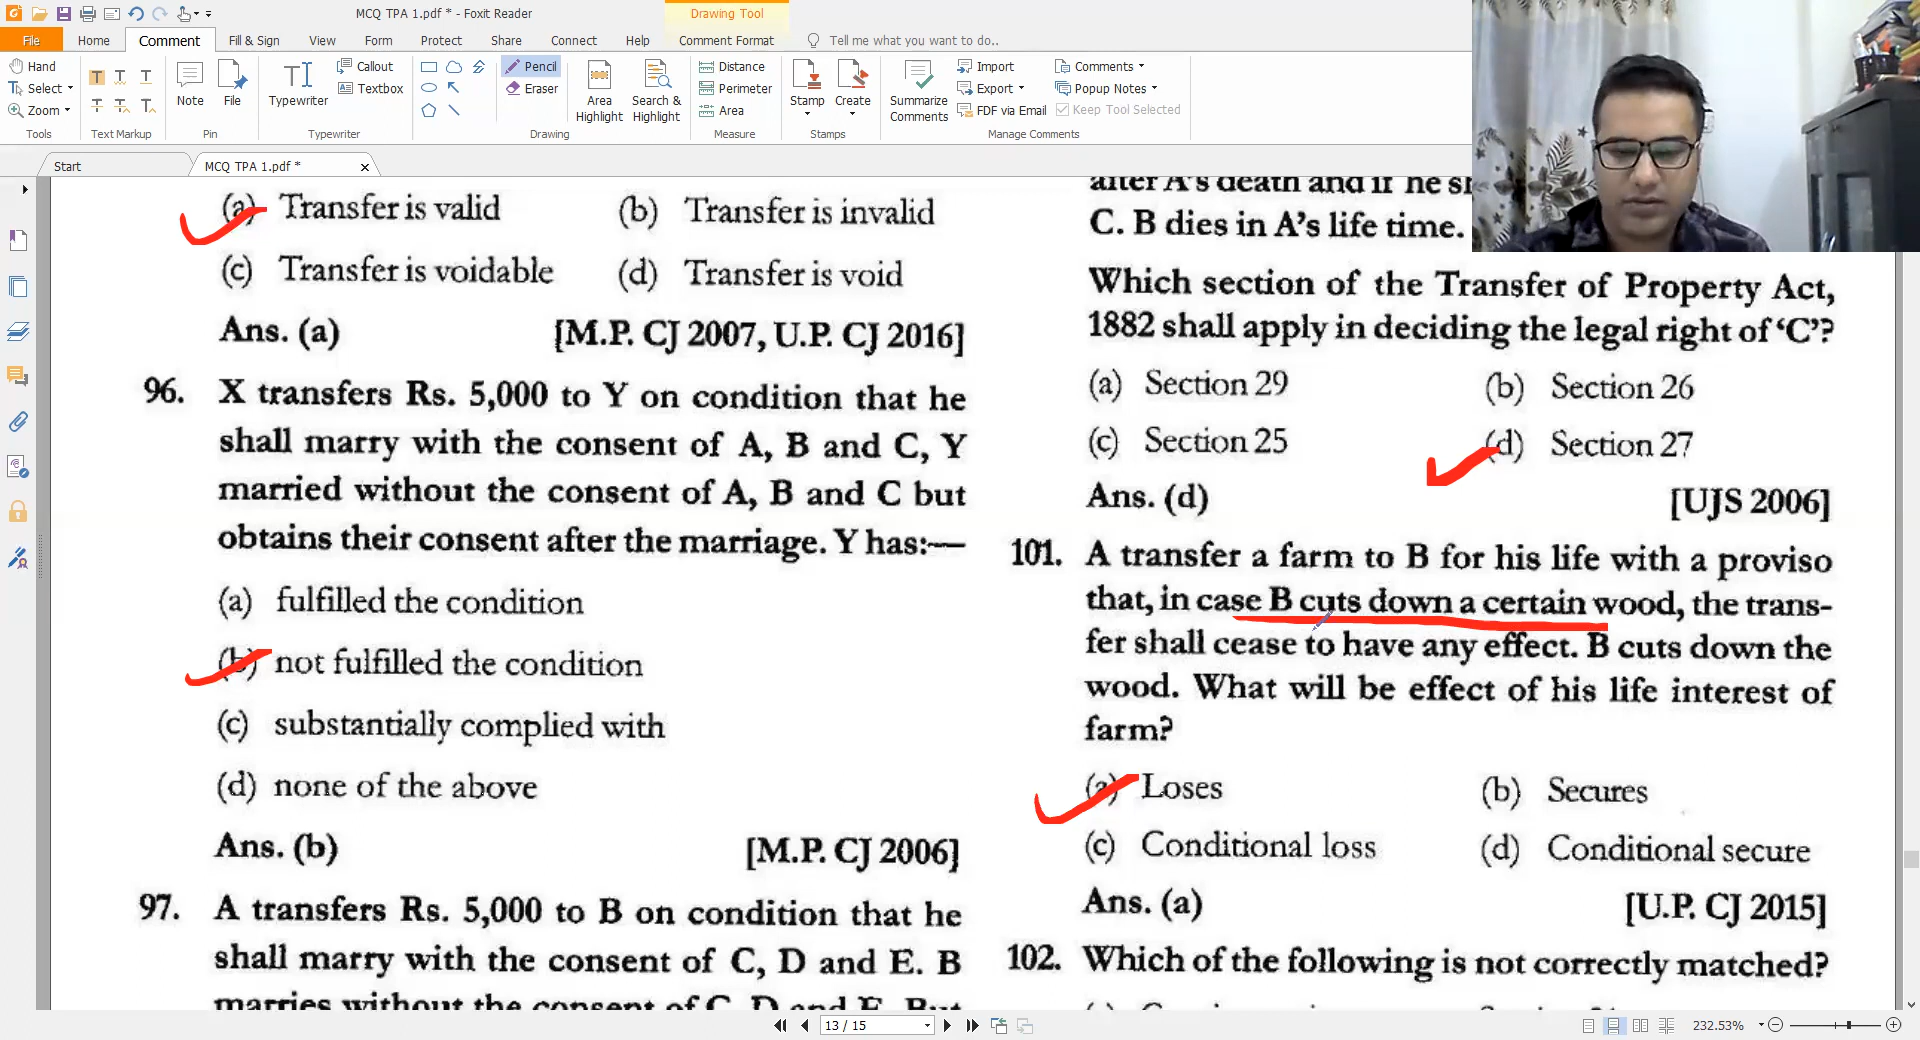 MCQ TPA 1.pdf * - Foxit Reader
Drawing Tool
File
Home
Comment
Fill & Sign
View
Form
Protect
Share
Connect
Help
Comment Format
Tell me what you want to do..
Hand
Select
Zoom
Tools
Text Markup
Note
File
Pin
Typewriter
Callout
Textbox
Typewriter
Pencil
Eraser
Drawing
Area Highlight
Search & Highlight
Distance
Perimeter
Area
Measure
Stamp
Create
Stamps
Summarize Comments
Import
Export
FDF via Email
Comments
Popup Notes
Keep Tool Selected
Manage Comments
Start
MCQ TPA 1.pdf *
(a) Transfer is valid (b) Transfer is invalid
(c) Transfer is voidable (d) Transfer is void
Ans. (a) [M.P. CJ 2007, U.P. CJ 2016]
96. X transfers Rs. 5,000 to Y on condition that he
shall marry with the consent of A, B and C, Y
married without the consent of A, B and C but
obtains their consent after the marriage. Y has:—
(a) fulfilled the condition
(b) not fulfilled the condition
(c) substantially complied with
(d) none of the above
Ans. (b) [M.P. CJ 2006]
97. A transfers Rs. 5,000 to B on condition that he
shall marry with the consent of C, D and E. B
marries without the consent of C, D and E. But
after A's death and if he
C. B dies in A's life time.
Which section of the Transfer of Property Act,
1882 shall apply in deciding the legal right of 'C'?
(a) Section 29 (b) Section 26
(c) Section 25 (d) Section 27
Ans. (d) [UJS 2006]
101. A transfer a farm to B for his life with a proviso
that, in case B cuts down a certain wood, the trans-
fer shall cease to have any effect. B cuts down the
wood. What will be effect of his life interest of
farm?
(a) Loses (b) Secures
(c) Conditional loss (d) Conditional secure
Ans. (a) [U.P. CJ 2015]
102. Which of the following is not correctly matched?
13 / 15
232.53%